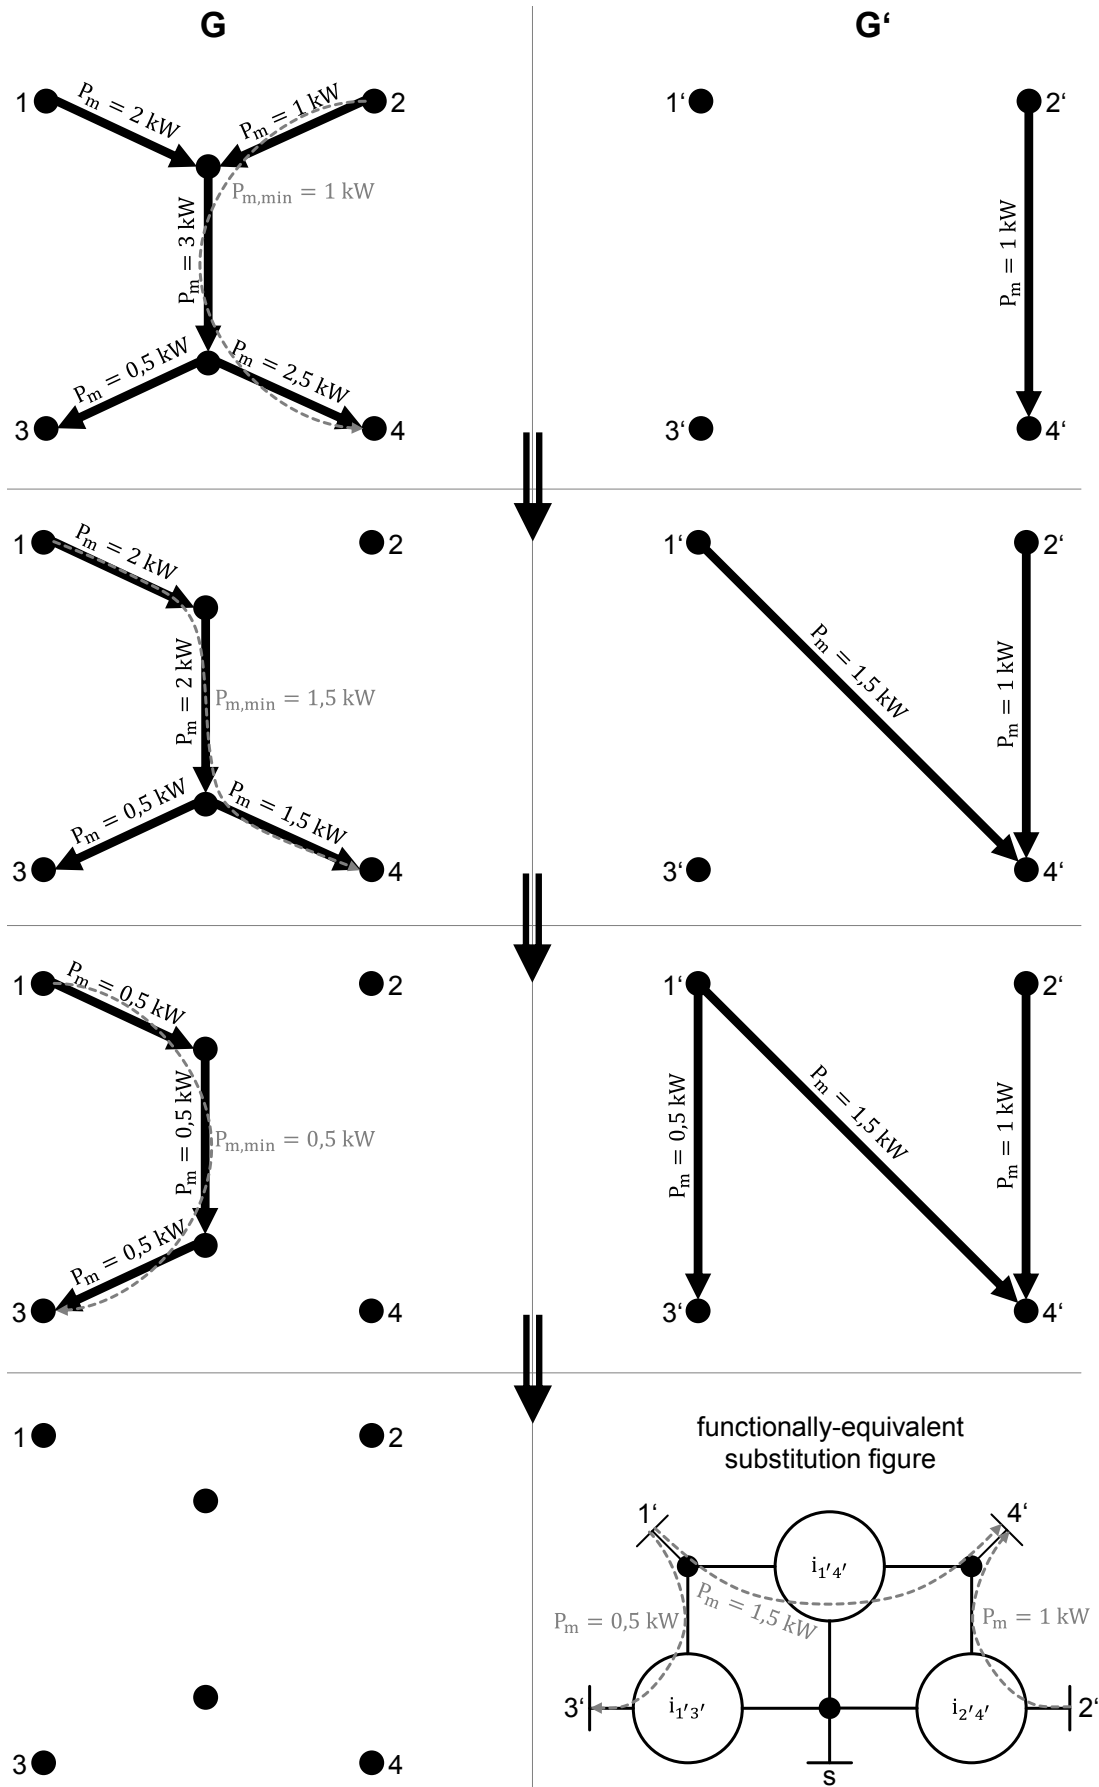 G
G‘
1
P_m = 2 kW
P_m = 1 kW
2
P_m,min = 1 kW
P_m = 3 kW
P_m = 0,5 kW
P_m = 2,5 kW
3
4
1‘
2‘
P_m = 1 kW
3‘
4‘
1
P_m = 2 kW
2
P_m = 2 kW
P_m,min = 1,5 kW
P_m = 0,5 kW
P_m = 1,5 kW
3
4
1‘
2‘
P_m = 1,5 kW
P_m = 1 kW
3‘
4‘
1
P_m = 0,5 kW
2
P_m = 0,5 kW
P_m,min = 0,5 kW
P_m = 0,5 kW
3
4
1‘
2‘
P_m = 0,5 kW
P_m = 1,5 kW
P_m = 1 kW
3‘
4‘
1
2
3
4
functionally-equivalent
substitution figure
1‘
4‘
i_1′4′
P_m = 0,5 kW
P_m = 1,5 kW
P_m = 1 kW
3‘
i_1′3′
i_2′4′
2‘
s